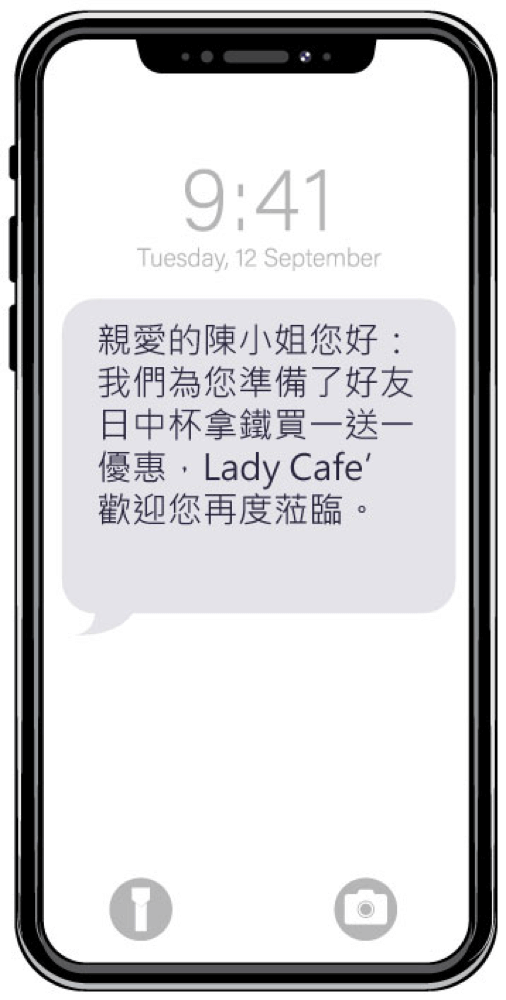 9:41
Tuesday, 12 September
親愛的陳小姐您好：
我們為您準備了好友
日中杯拿鐵買一送一
優惠，Lady Cafe’
歡迎您再度蒞臨。